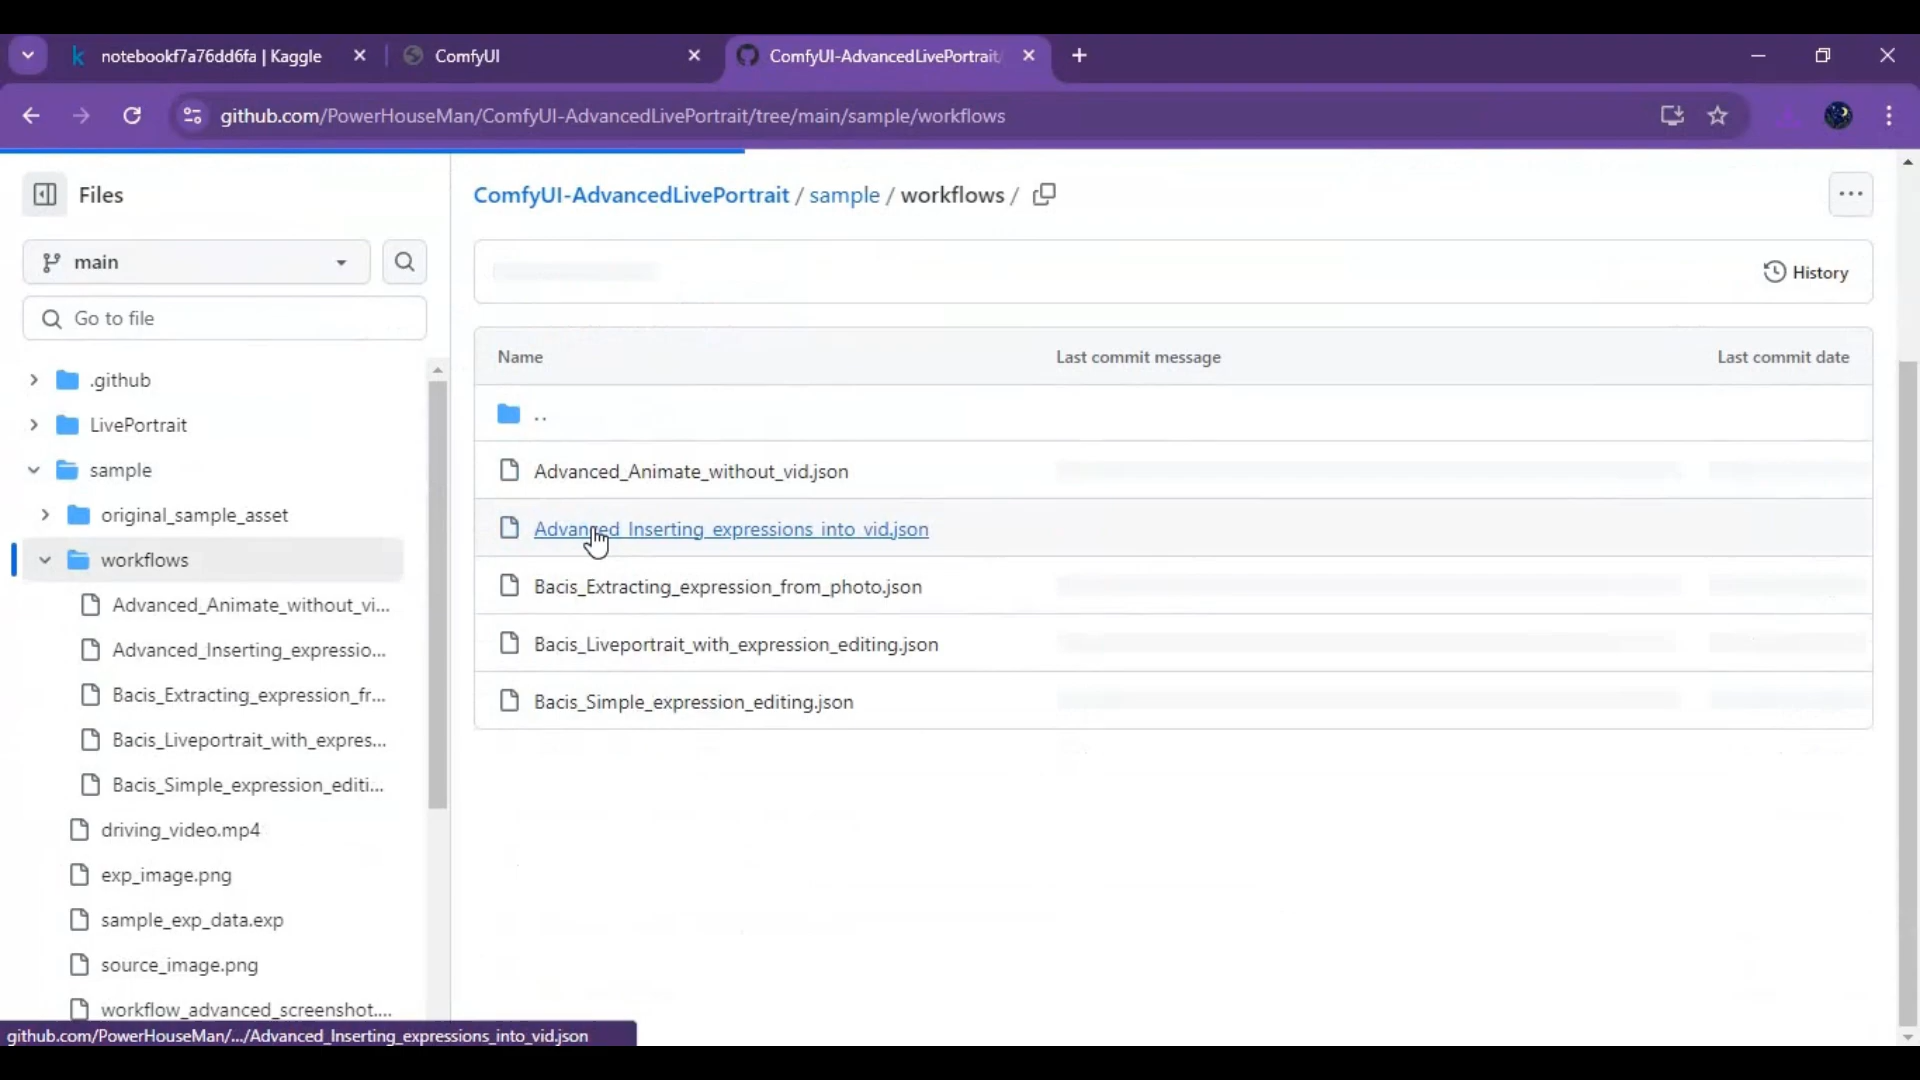 notebookf7a76dd6fa | Kaggle
ComfyUI
ComfyUI-AdvancedLivePortrait
github.com/PowerHouseMan/ComfyUI-AdvancedLivePortrait/tree/main/sample/workflows
Files
ComfyUI-AdvancedLivePortrait / sample / workflows /
main
Go to file
History
Name Last commit message Last commit date
..
Advanced_Animate_without_vid.json
Advanced_Inserting_expressions_into_vid.json
Bacis_Extracting_expression_from_photo.json
Bacis_Liveportrait_with_expression_editing.json
Bacis_Simple_expression_editing.json
.github
LivePortrait
sample
original_sample_asset
workflows
Advanced_Animate_without_vi...
Advanced_Inserting_expressio...
Bacis_Extracting_expression_fr...
Bacis_Liveportrait_with_expres...
Bacis_Simple_expression_editi...
driving_video.mp4
exp_image.png
sample_exp_data.exp
source_image.png
workflow_advanced_screenshot....
github.com/PowerHouseMan/.../Advanced_Inserting_expressions_into_vid.json